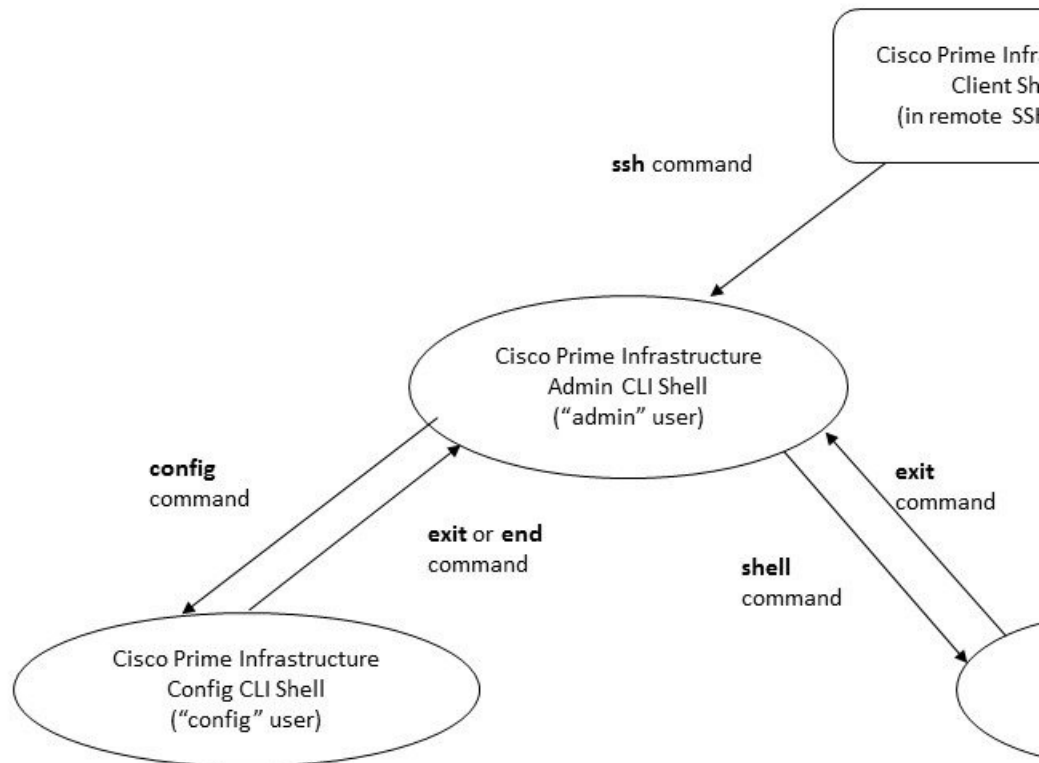 Cisco Prime Infra
Client Sh
(in remote SS
ssh command
Cisco Prime Infrastructure
Admin CLI Shell
(“admin” user)
config
command
exit or end
command
exit
command
shell
command
Cisco Prime Infrastructure
Config CLI Shell
(“config” user)